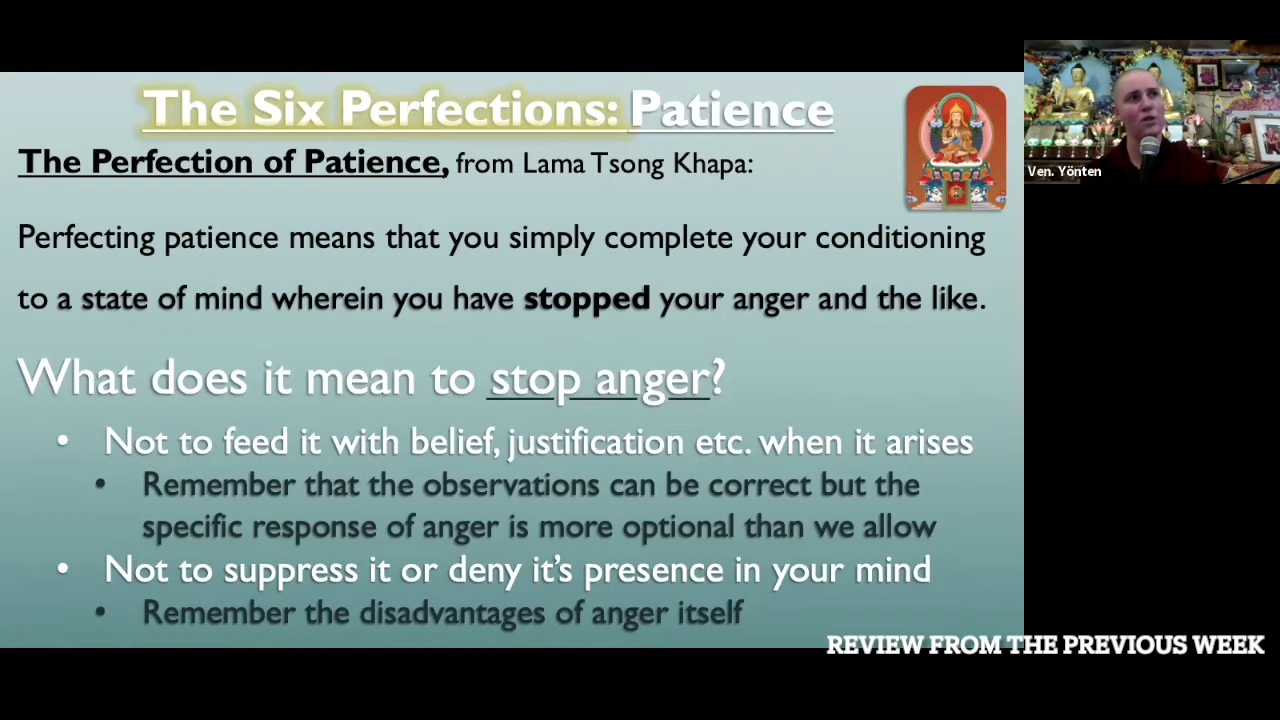 The Six Perfections: Patience
The Perfection of Patience, from Lama Tsong Khapa:
Perfecting patience means that you simply complete your conditioning
to a state of mind wherein you have stopped your anger and the like.
What does it mean to stop anger?
• Not to feed it with belief, justification etc. when it arises
• Remember that the observations can be correct but the
specific response of anger is more optional than we allow
• Not to suppress it or deny it's presence in your mind
• Remember the disadvantages of anger itself
Ven. Yönten
REVIEW FROM THE PREVIOUS WEEK